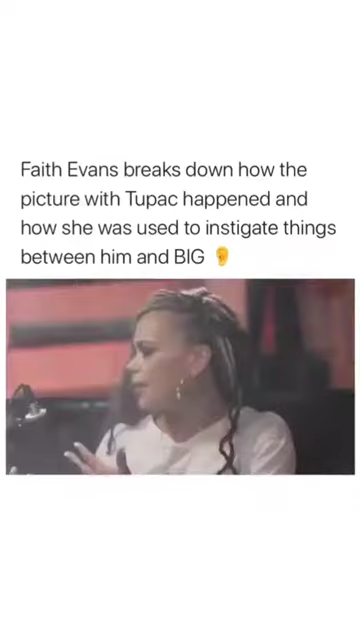 Faith Evans breaks down how the
picture with Tupac happened and
how she was used to instigate things
between him and BIG 👂